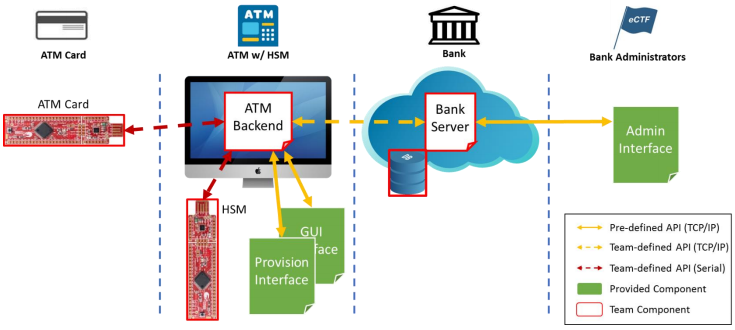 ATM
eCTF
ATM Card
ATM w/ HSM
Bank
Bank Administrators
ATM Card
ATM
Backend
Bank
Server
Admin
Interface
HSM
GUI
face
Provision
Interface
Pre-defined API (TCP/IP)
Team-defined API (TCP/IP)
Team-defined API (Serial)
Provided Component
Team Component